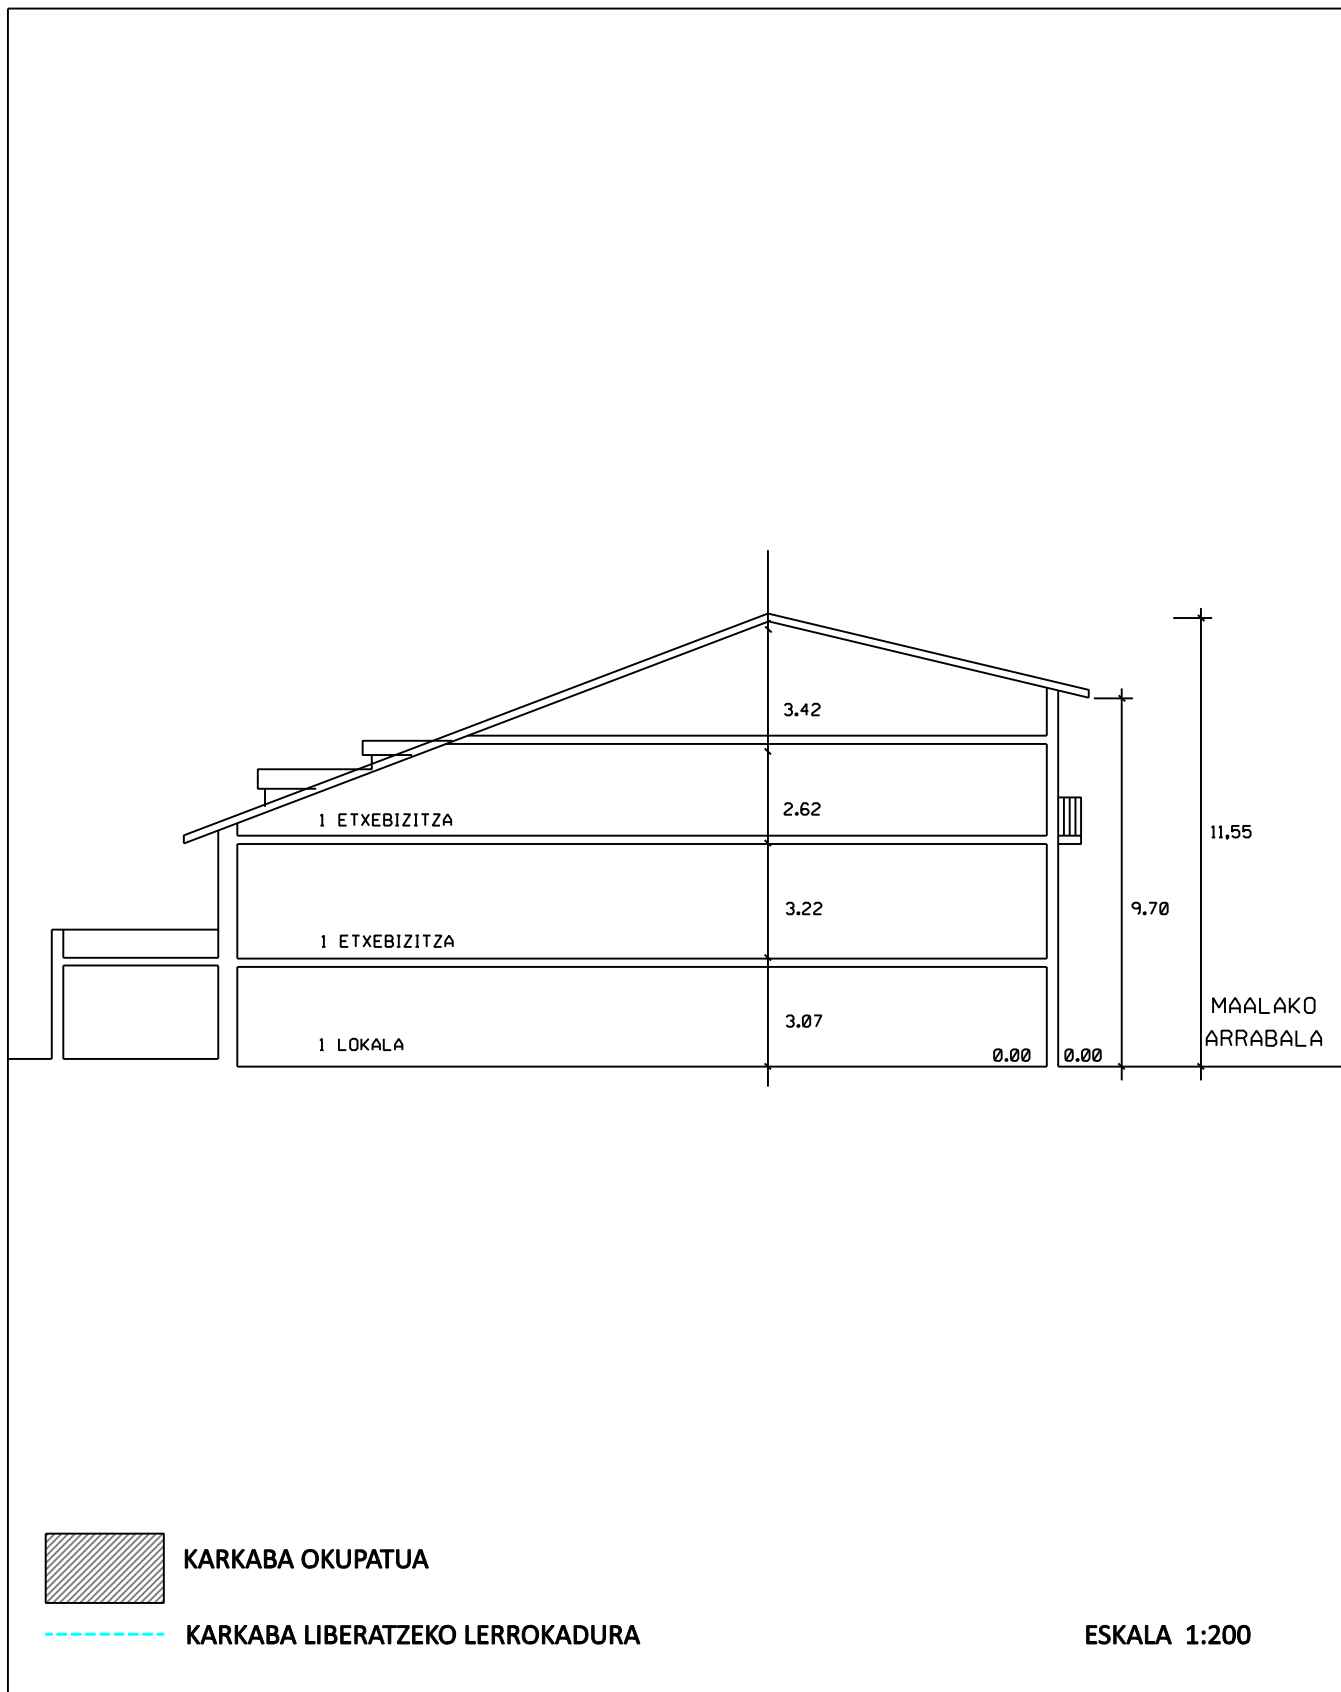 3.42
2.62
1 ETXEBIZITZA
11,55
3.22
9.70
1 ETXEBIZITZA
MAALAKO
3.07
ARRABALA
1 LOKALA
0.00 0.00
KARKABA OKUPATUA
KARKABA LIBERATZEKO LERROKADURA
ESKALA 1:200